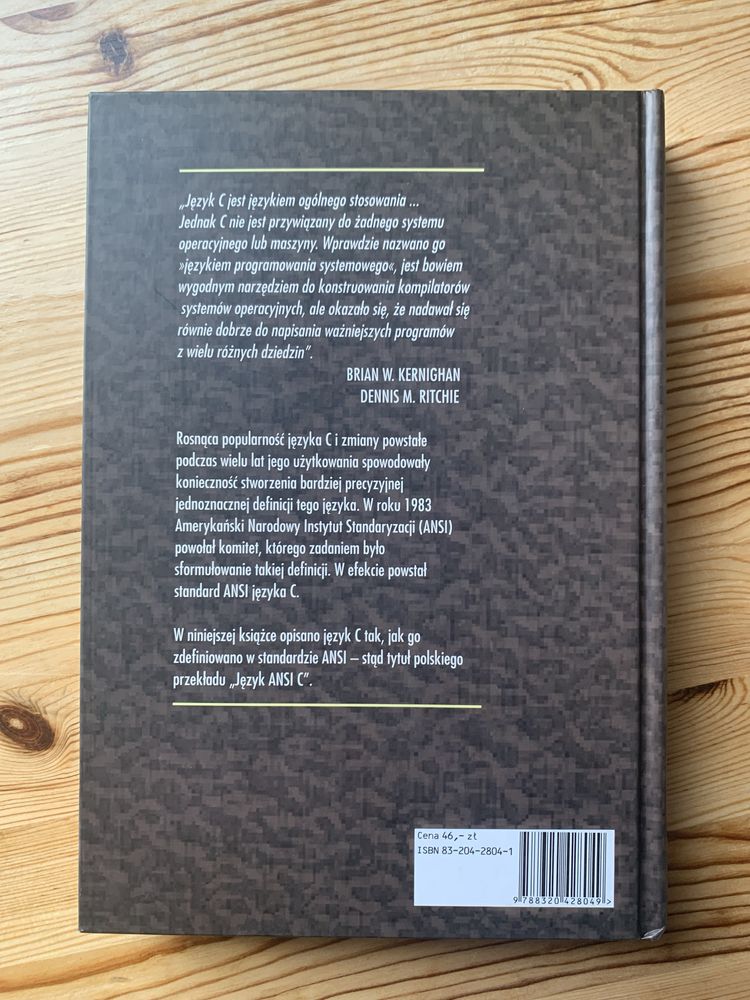 „Język C jest językiem ogólnego stosowania ...
Jednak C nie jest przywiązany do żadnego systemu
operacyjnego lub maszyny. Wprawdzie nazwano go
»językiem programowania systemowego«, jest bowiem
wygodnym narzędziem do konstruowania kompilatorów
systemów operacyjnych, ale okazało się, że nadawał się
równie dobrze do napisania ważniejszych programów
z wielu różnych dziedzin”.
BRIAN W. KERNIGHAN
DENNIS M. RITCHIE
Rosnąca popularność języka C i zmiany powstałe
podczas wielu lat jego użytkowania spowodowały
konieczność stworzenia bardziej precyzyjnej
jednoznacznej definicji tego języka. W roku 1983
Amerykański Narodowy Instytut Standaryzacji (ANSI)
powołał komitet, którego zadaniem było
sformułowanie takiej definicji. W efekcie powstał
standard ANSI języka C.
W niniejszej książce opisano język C tak, jak go
zdefiniowano w standardzie ANSI – stąd tytuł polskiego
przekładu „Język ANSI C”.
Cena 46,– zł
ISBN 83-204-2804-1
9 788320 428049 >